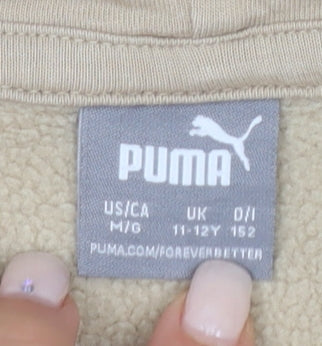 PUMA
US/CA UK D/I
M/G 11-12Y 152
PUMA.COM/FOREVERBETTER